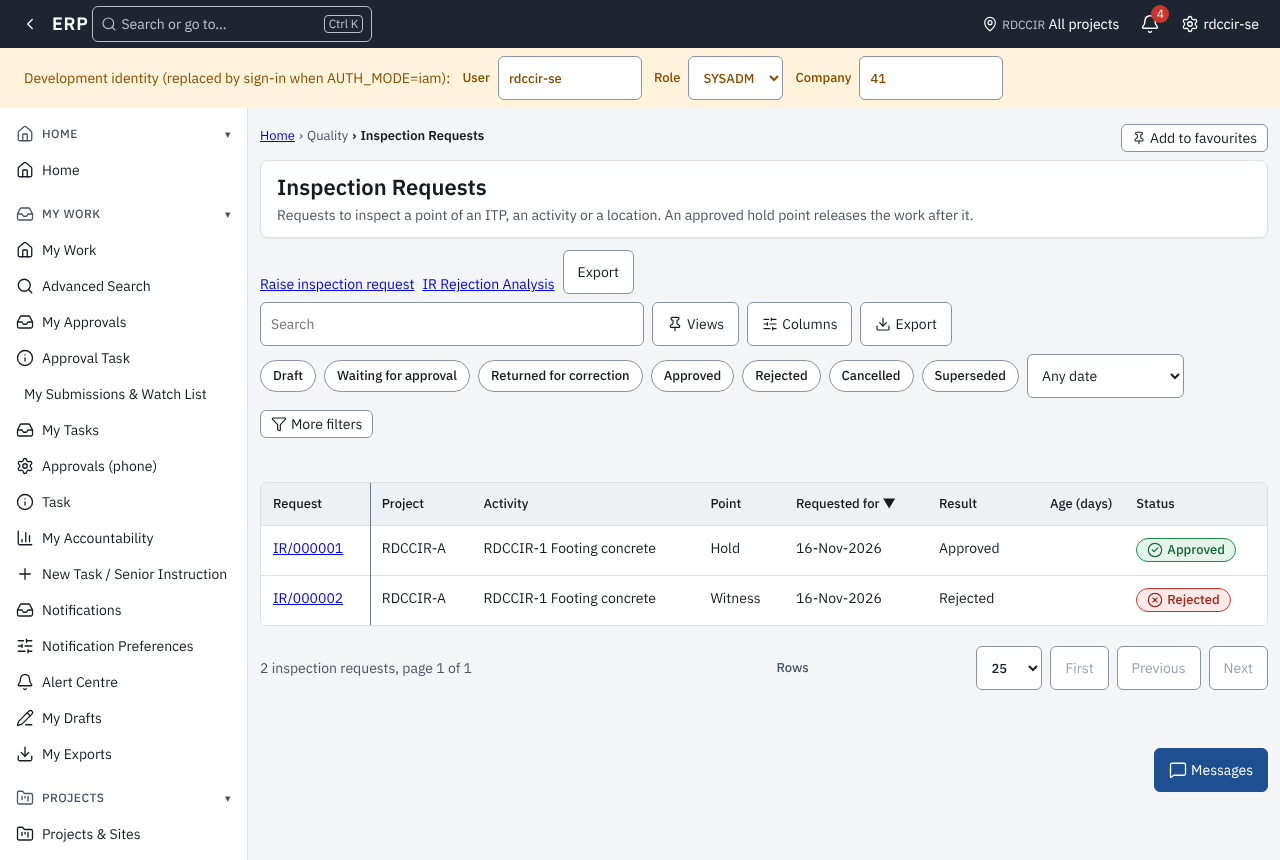 ERP Search or go to... Ctrl K RDCCIR All projects 4 rdccir-se
Development identity (replaced by sign-in when AUTH_MODE=iam): User rdccir-se Role SYSADM Company 41
HOME
Home
MY WORK
My Work
Advanced Search
My Approvals
Approval Task
My Submissions & Watch List
My Tasks
Approvals (phone)
Task
My Accountability
New Task / Senior Instruction
Notifications
Notification Preferences
Alert Centre
My Drafts
My Exports
PROJECTS
Projects & Sites
Home › Quality › Inspection Requests
Add to favourites
Inspection Requests
Requests to inspect a point of an ITP, an activity or a location. An approved hold point releases the work after it.
Raise inspection request IR Rejection Analysis Export
Search Views Columns Export
Draft Waiting for approval Returned for correction Approved Rejected Cancelled Superseded Any date
More filters
Request Project Activity Point Requested for ▼ Result Age (days) Status
IR/000001 RDCCIR-A RDCCIR-1 Footing concrete Hold 16-Nov-2026 Approved Approved
IR/000002 RDCCIR-A RDCCIR-1 Footing concrete Witness 16-Nov-2026 Rejected Rejected
2 inspection requests, page 1 of 1 Rows 25 First Previous Next
Messages